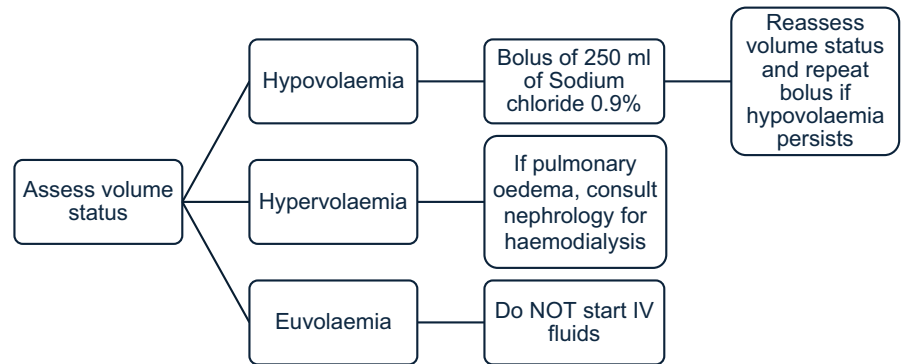 Assess volume
status
Hypovolaemia
Bolus of 250 ml
of Sodium
chloride 0.9%
Reassess
volume status
and repeat
bolus if
hypovolaemia
persists
Hypervolaemia
If pulmonary
oedema, consult
nephrology for
haemodialysis
Euvolaemia
Do NOT start IV
fluids